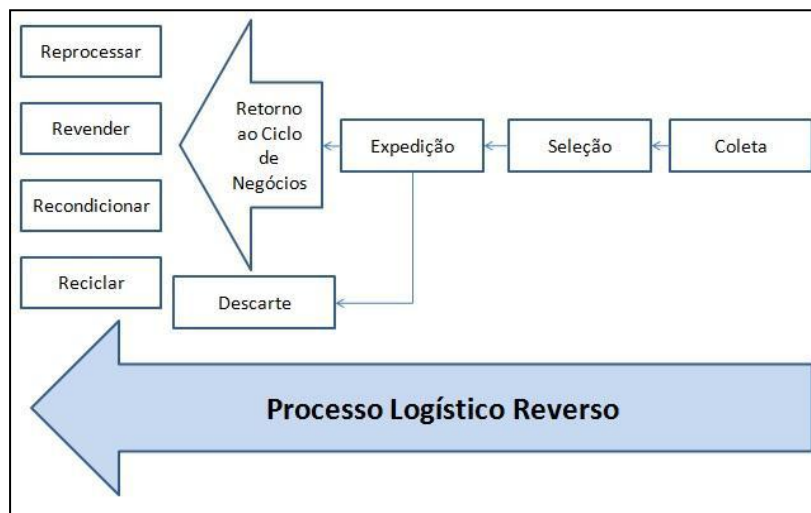 Reprocessar
Revender
Recondicionar
Reciclar
Retorno
ao Ciclo
de
Negócios
Descarte
Expedição
Seleção
Coleta
Processo Logístico Reverso